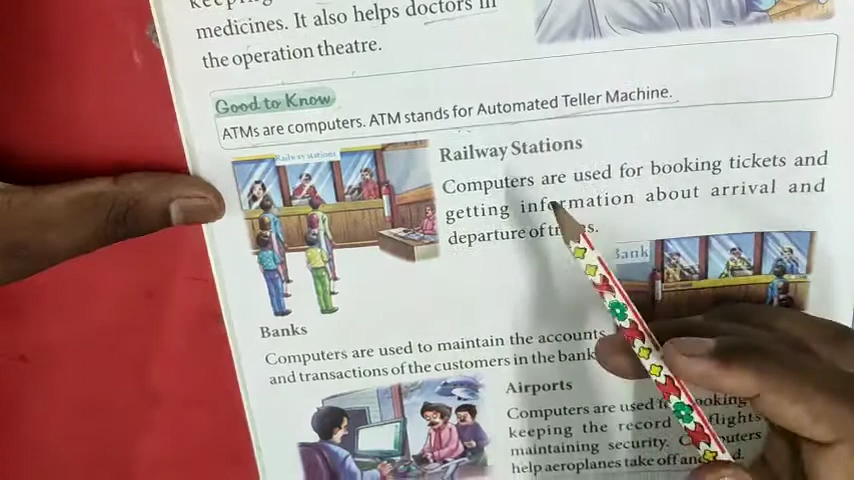 keeping
medicines. It also helps doctors in
the operation theatre.
Good to Know
ATMs are computers. ATM stands for Automated Teller Machine.
Railway stations
Railway Stations
Computers are used for booking tickets and
getting information about arrival and
departure of
Bank
Banks
Computers are used to maintain the accounts
and transactions of the customers in the bank
Airports
Computers are used
keeping the record flights
maintaining security.
help aeroplanes take off and